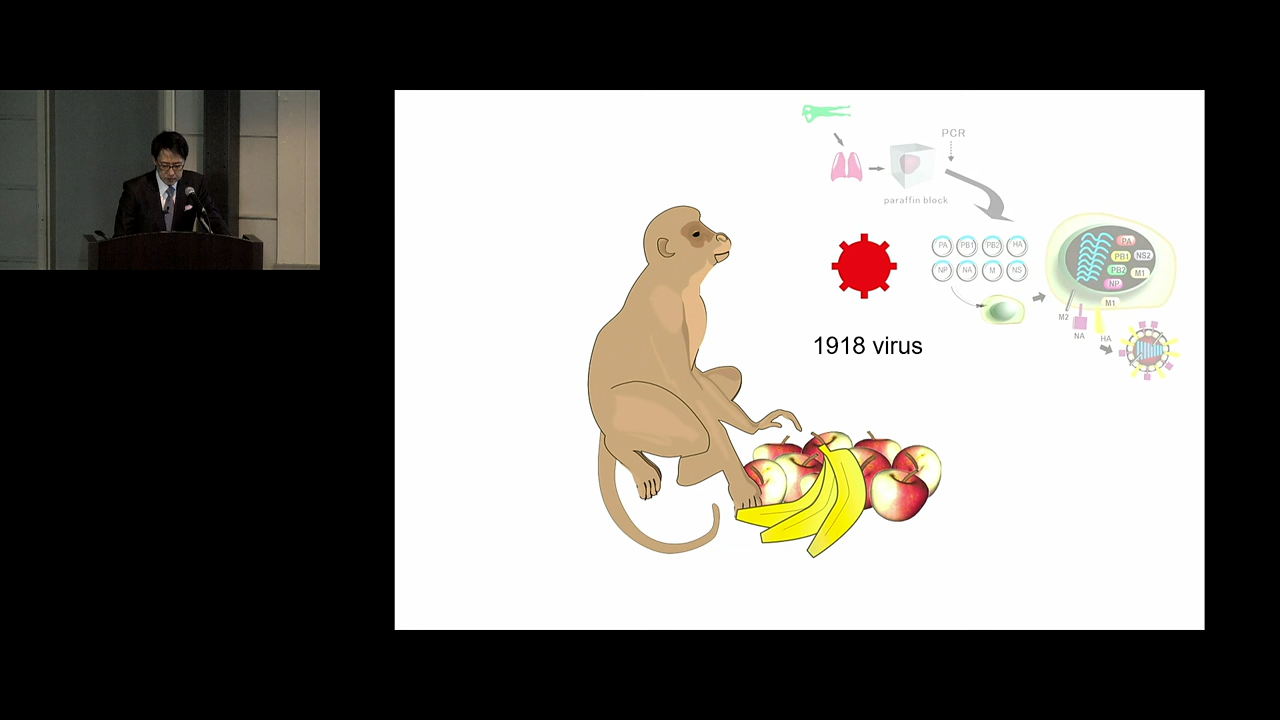 PCR
paraffin block
PA PB1 PB2 HA
NP NA M NS
PA
PB1 NS2
PB2 M1
NP
M1
M2
NA
HA
1918 virus